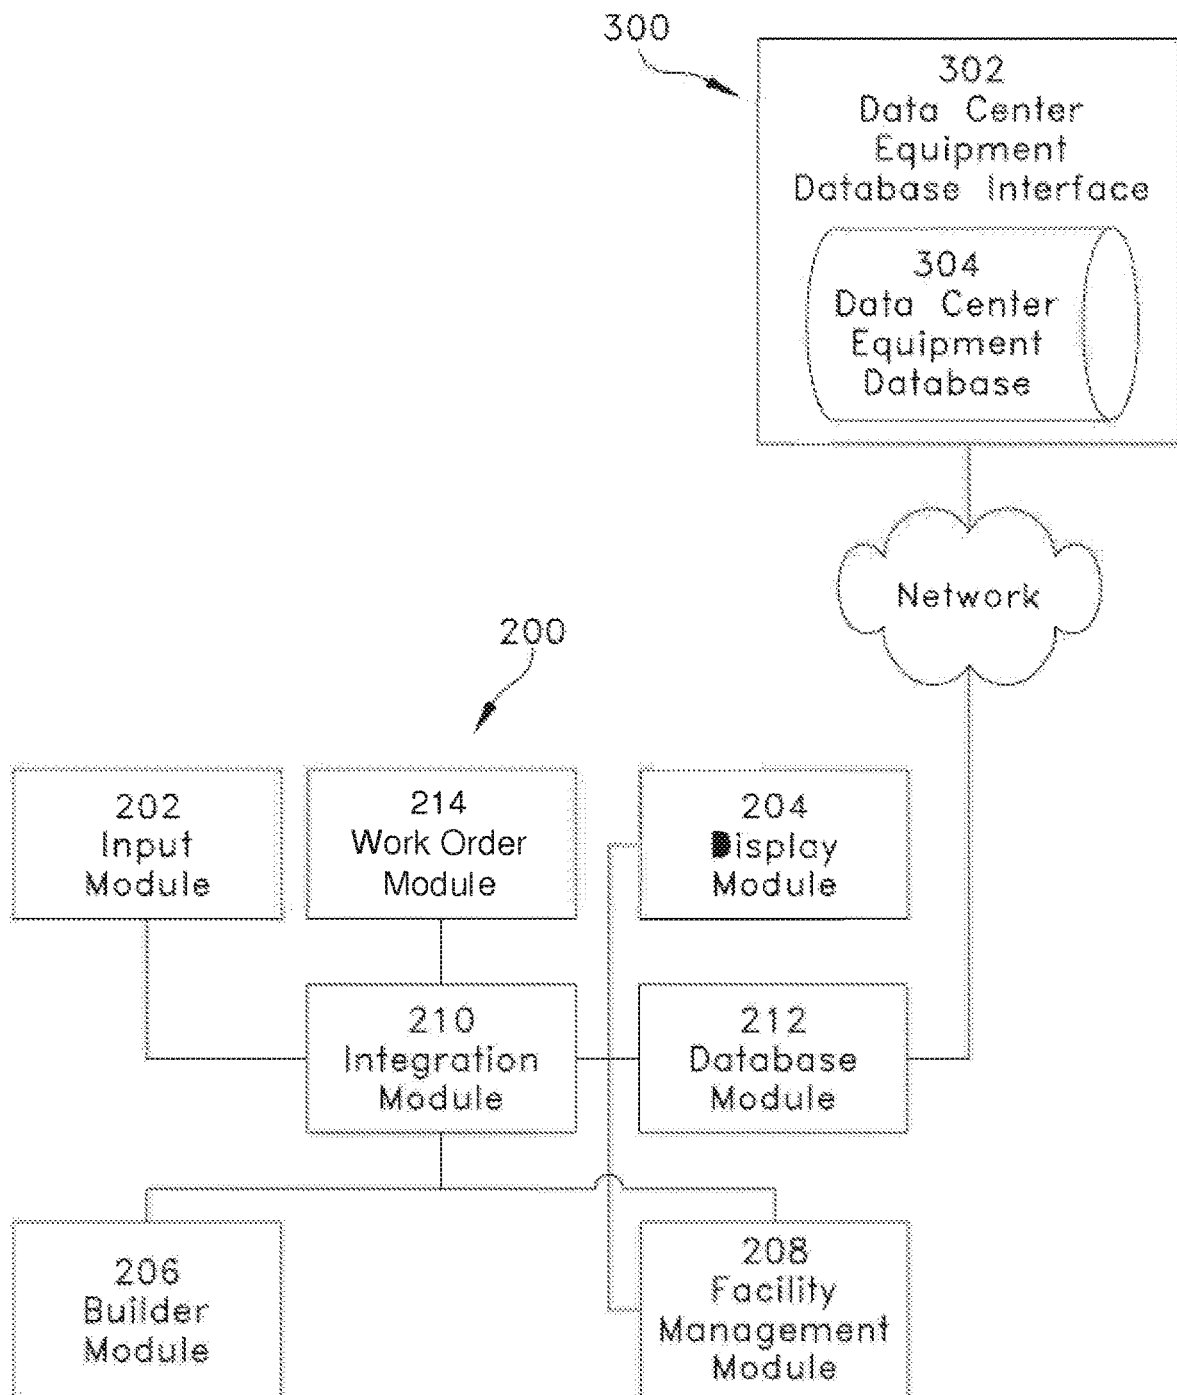 300
302
Data Center
Equipment
Database Interface
304
Data Center
Equipment
Database
Network
200
202
Input
Module
214
Work Order
Module
204
Display
Module
210
Integration
Module
212
Database
Module
206
Builder
Module
208
Facility
Management
Module